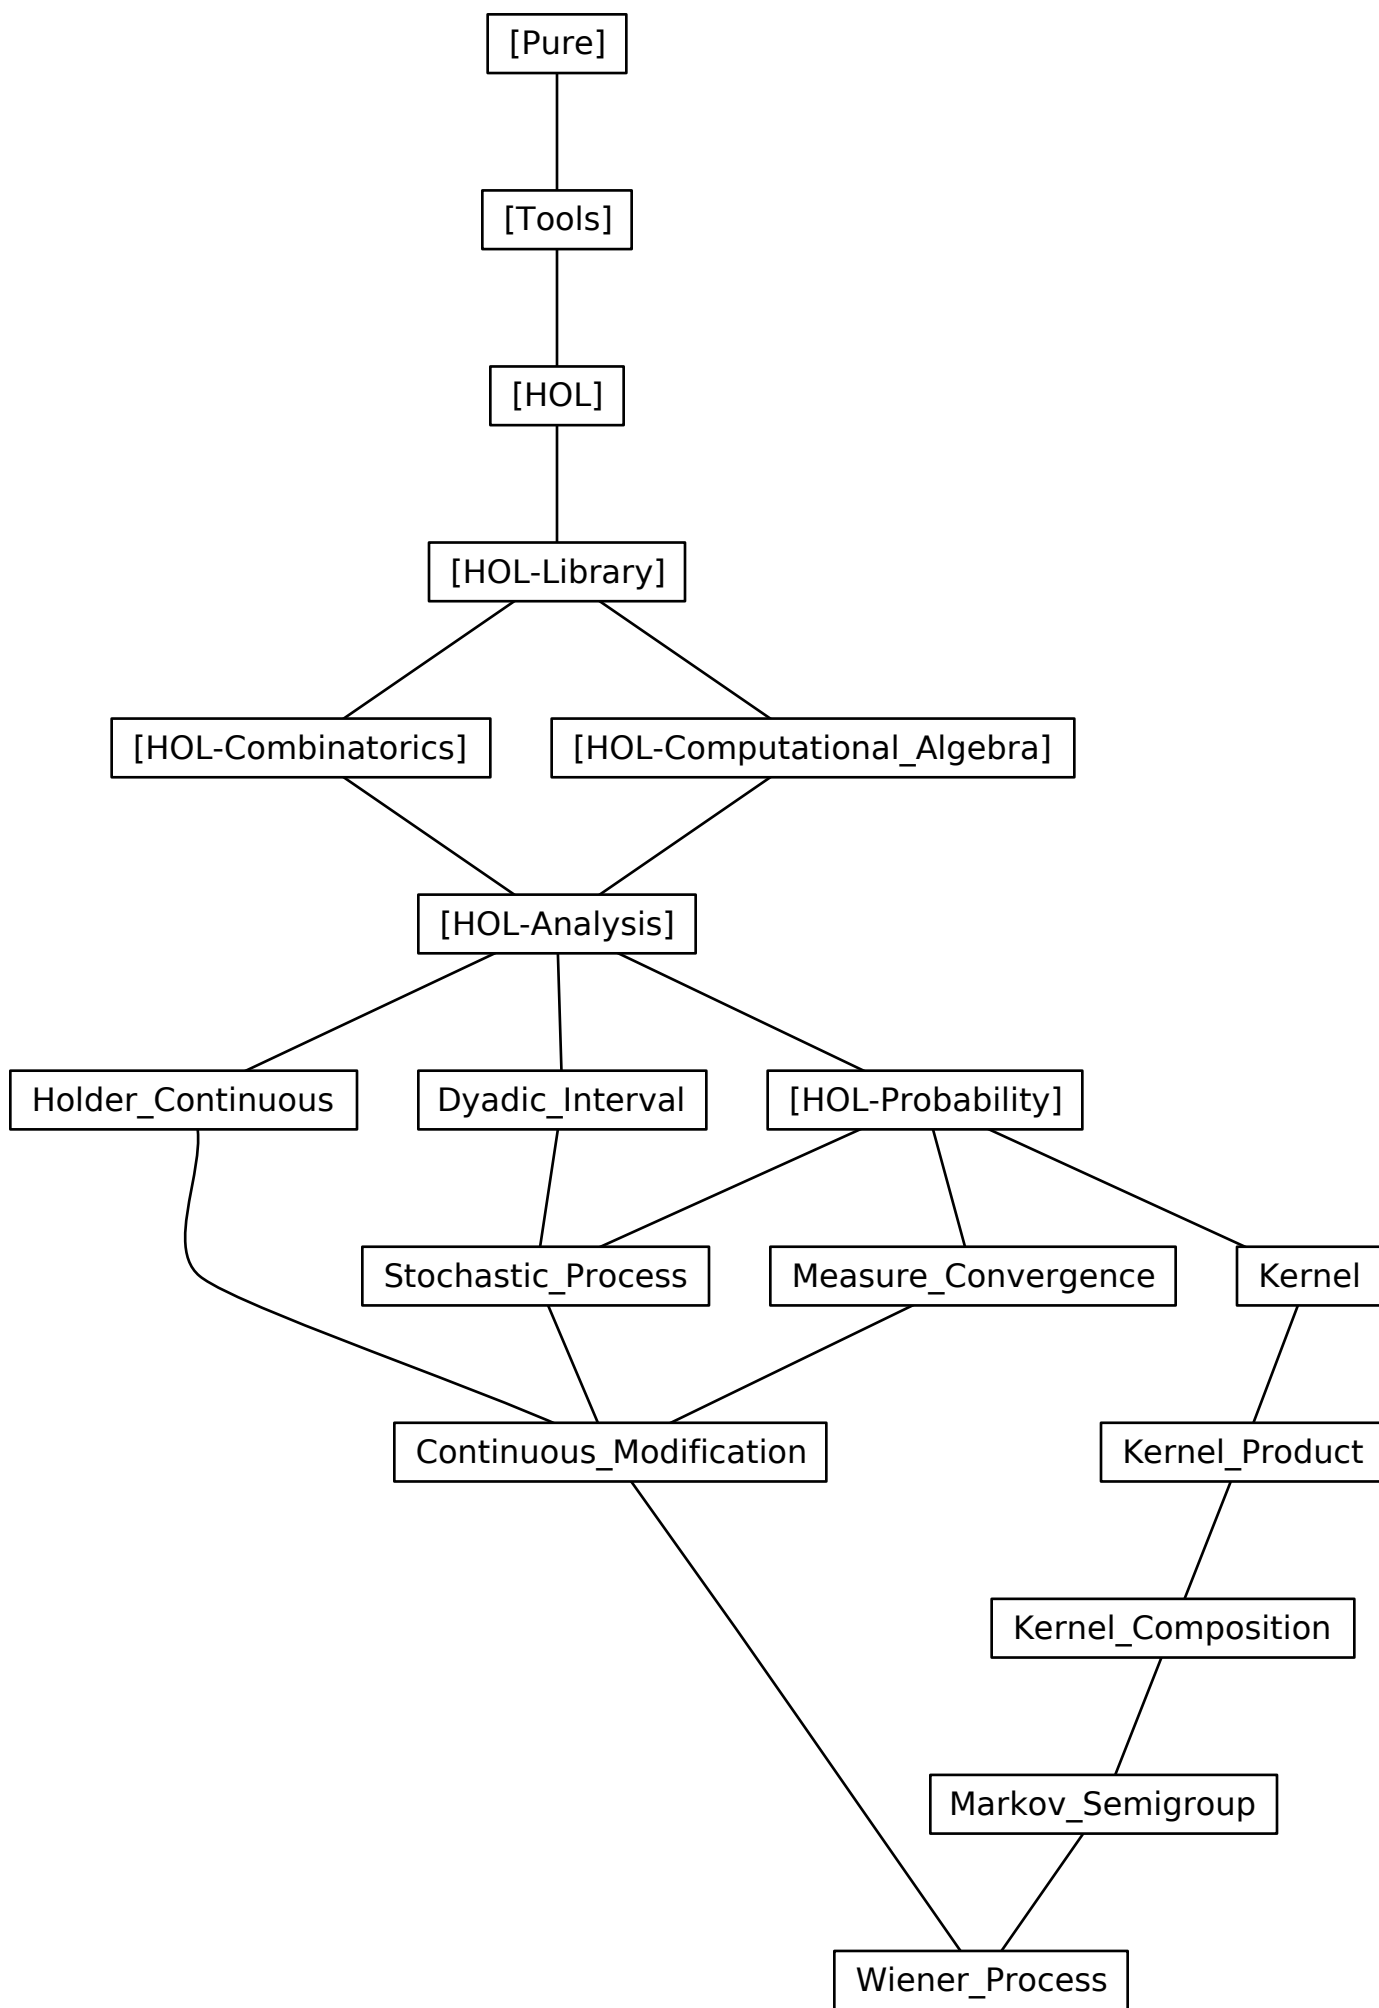 [Pure]
[Tools]
[HOL]
[HOL-Library]
[HOL-Combinatorics]
[HOL-Computational_Algebra]
[HOL-Analysis]
Holder_Continuous
Dyadic_Interval
[HOL-Probability]
Stochastic_Process
Measure_Convergence
Kernel
Continuous_Modification
Kernel_Product
Kernel_Composition
Markov_Semigroup
Wiener_Process